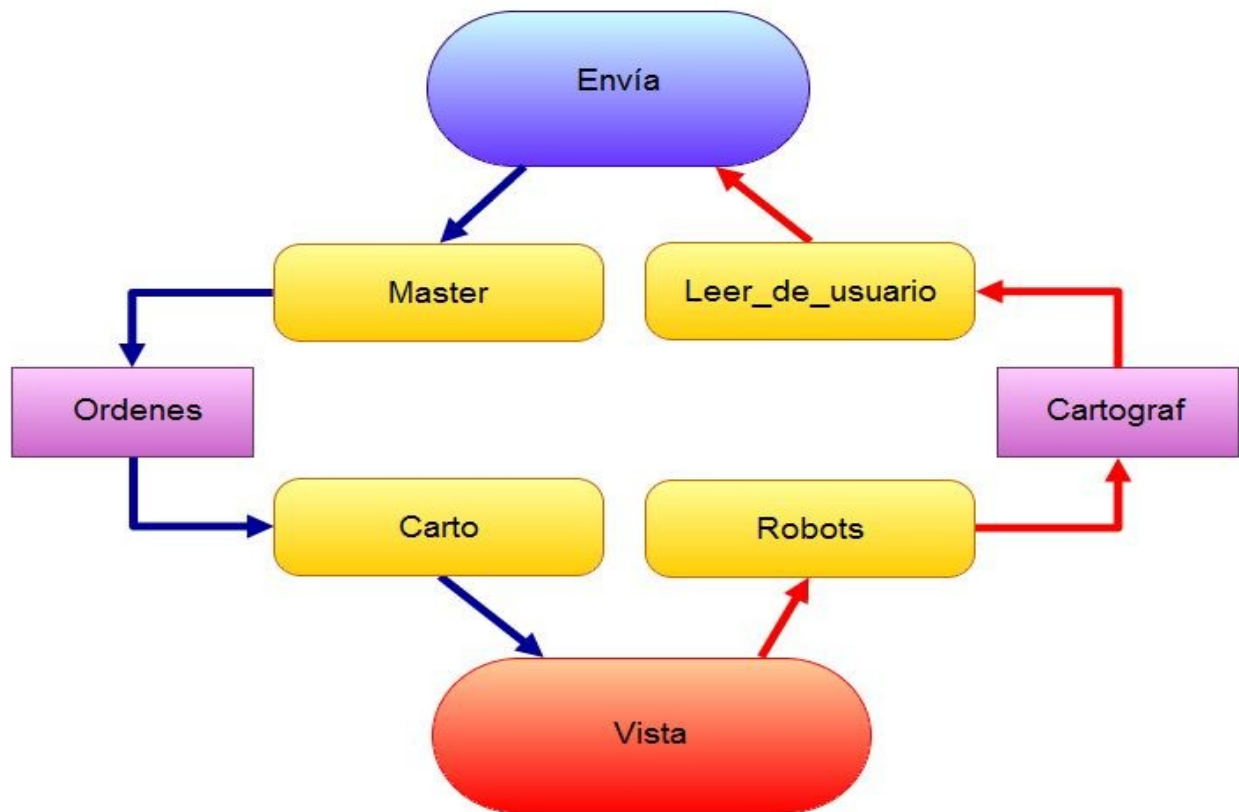 Envía
Master
Leer_de_usuario
Ordenes
Cartograf
Carto
Robots
Vista